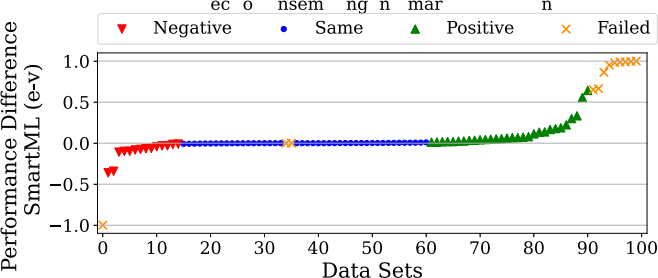 Negative Same Positive Failed
Performance Difference
SmartML (e-v)
1.0
0.5
0.0
−0.5
−1.0
0 10 20 30 40 50 60 70 80 90 100
Data Sets